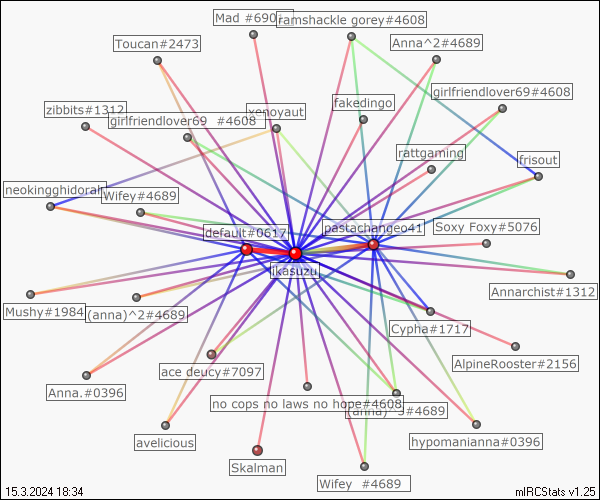 Mad #690
ramshackle gorey#4608
Toucan#2473
Anna^2#4689
girlfriendlover69#4608
fakedingo
zibbits#1312
xenoyaut
girlfriendlover69 #4608
rattgaming
frisout
neokingghidorah
Wifey#4689
default#0617
pastachangeo41
Soxy Foxy#5076
ikasuzu
Annarchist#1312
Mushy#1984
(anna)^2#4689
Cypha#1717
AlpineRooster#2156
ace deucy#7097
Anna.#0396
no cops no laws no hope#4608
#4689
avelicious
hypomanianna#0396
Skalman
Wifey #4689
15.3.2024 18:34
mIRCStats v1.25